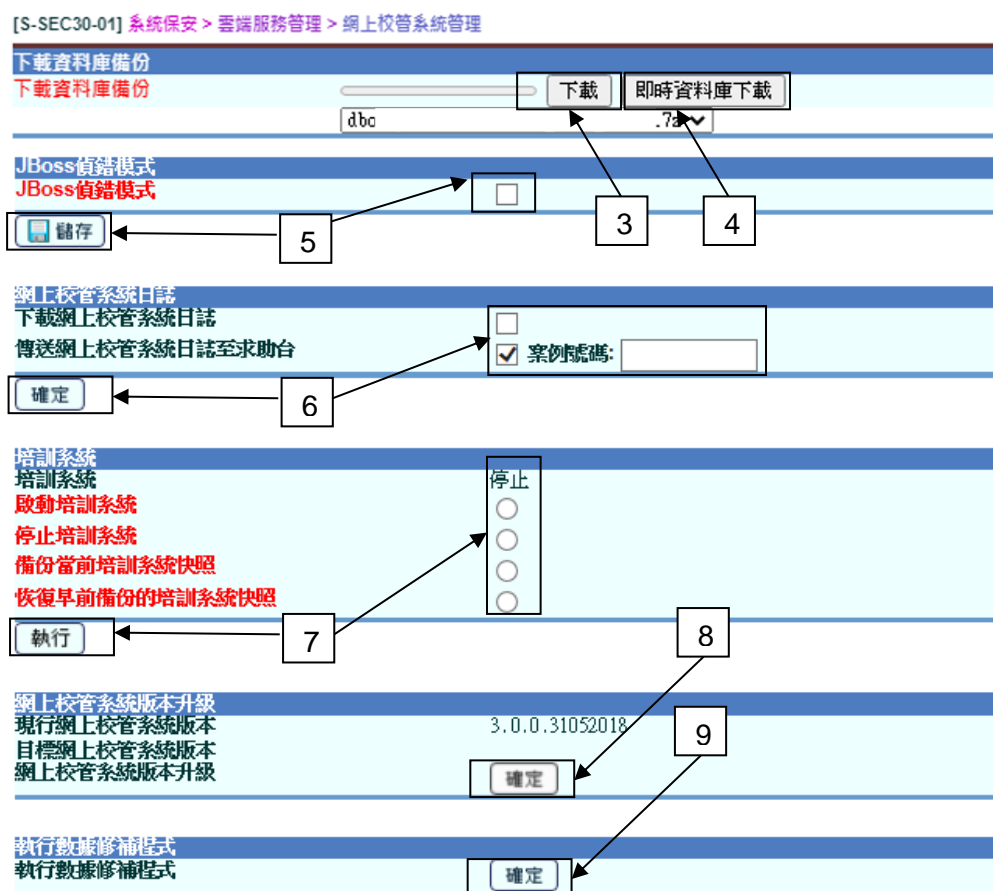 [S-SEC30-01] 系統保安 > 雲端服務管理 > 網上校管系統管理
下載資料庫備份
下載資料庫備份 下載 即時資料庫下載
dbc .7z
JBoss偵錯模式
JBoss偵錯模式
儲存 5 3 4
網上校管系統日誌
下載網上校管系統日誌
傳送網上校管系統日誌至求助台 案例號碼:
確定 6
培訓系統
培訓系統 停止
啟動培訓系統
停止培訓系統
備份當前培訓系統快照
恢復早前備份的培訓系統快照
執行 7 8
網上校管系統版本升級
現行網上校管系統版本 3.0.0.31052018
9
目標網上校管系統版本
網上校管系統版本升級 確定
執行數據修補程式
執行數據修補程式 確定